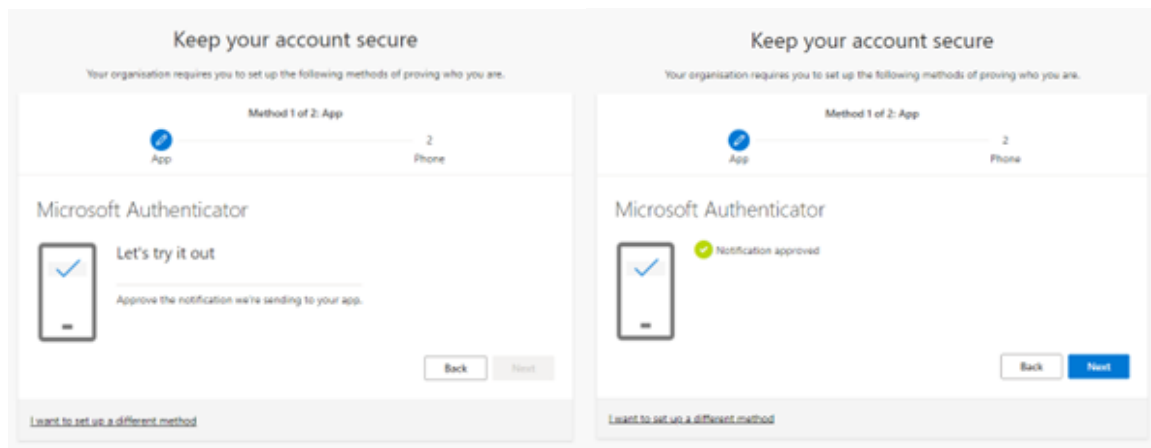 Keep your account secure
Your organisation requires you to set up the following methods of proving who you are.
Method 1 of 2: App
App
2
Phone
Microsoft Authenticator
Let's try it out
Approve the notification we're sending to your app.
Back
Next
I want to set up a different method
Keep your account secure
Your organisation requires you to set up the following methods of proving who you are.
Method 1 of 2: App
App
2
Phone
Microsoft Authenticator
Notification approved
Back
Next
I want to set up a different method